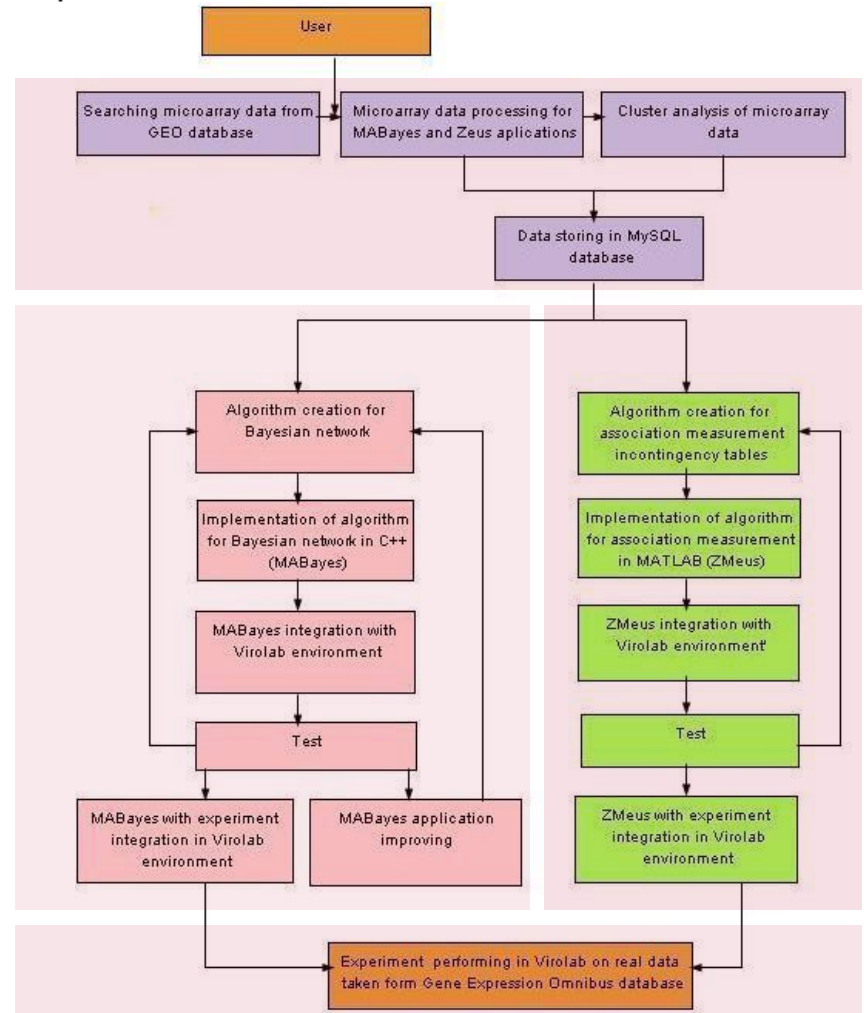 User
Searching microarray data from
GEO database
Microarray data processing for
MABayes and Zeus aplications
Cluster analysis of microarray
data
Data storing in MySQL
database
Algorithm creation for
Bayesian network
Implementation of algorithm
for Bayesian network in C++
(MABayes)
MABayes integration with
Virolab environment
Test
MABayes with experiment
integration in Virolab
environment
MABayes application
improving
Algorithm creation for
association measurement
incontingency tables
Implementation of algorithm
for association measurement
in MATLAB (ZMeus)
ZMeus integration with
Virolab environment'
Test
ZMeus with experiment
integration in Virolab
environment
Experiment performing in Virolab on real data
taken form Gene Expression Omnibus database